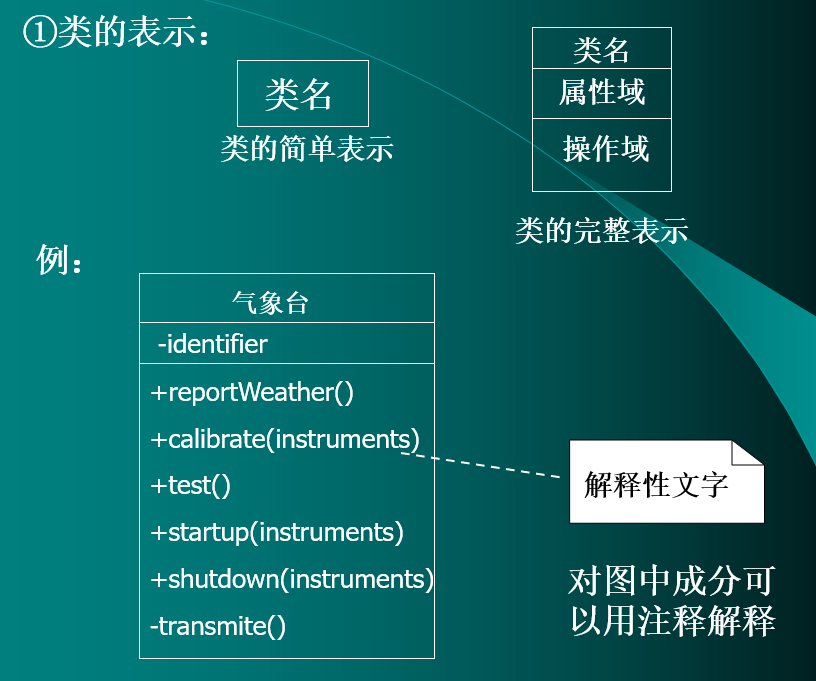 ①类的表示：
类名
类的简单表示
类名
属性域
操作域
类的完整表示
例：
气象台
-identifier
+reportWeather()
+calibrate(instruments)
+test()
+startup(instruments)
+shutdown(instruments)
-transmite()
解释性文字
对图中成分可
以用注释解释